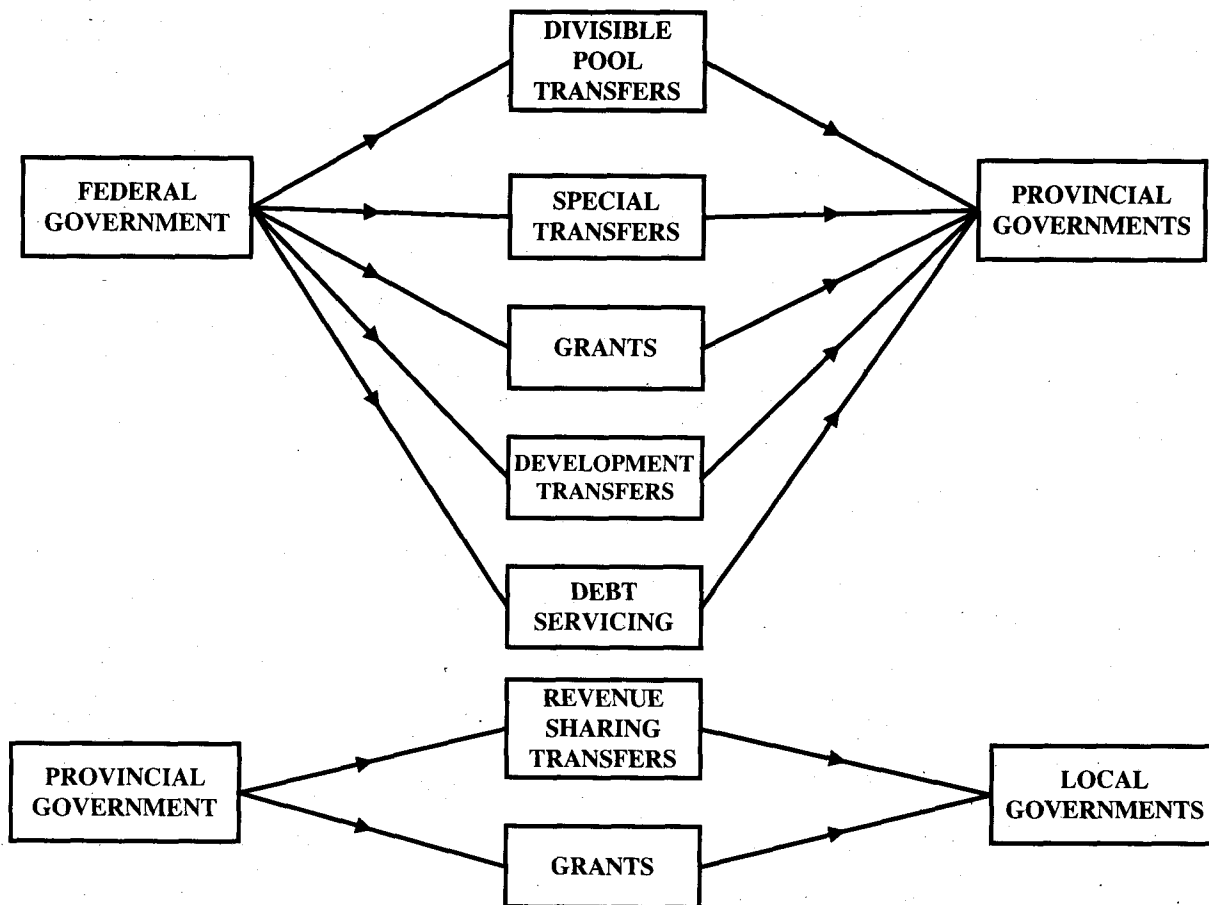 DIVISIBLE
POOL
TRANSFERS
FEDERAL
GOVERNMENT
SPECIAL
TRANSFERS
PROVINCIAL
GOVERNMENTS
GRANTS
DEVELOPMENT
TRANSFERS
DEBT
SERVICING
REVENUE
SHARING
TRANSFERS
PROVINCIAL
GOVERNMENT
LOCAL
GOVERNMENTS
GRANTS